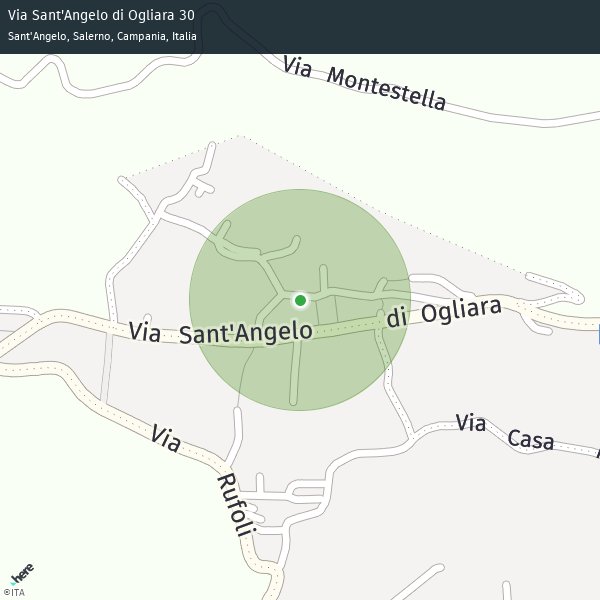 Via Sant'Angelo di Ogliara 30
Sant'Angelo, Salerno, Campania, Italia
Via Montestella
Via Sant'Angelo di Ogliara
Via Casa
Via Rufoli
here
©ITA